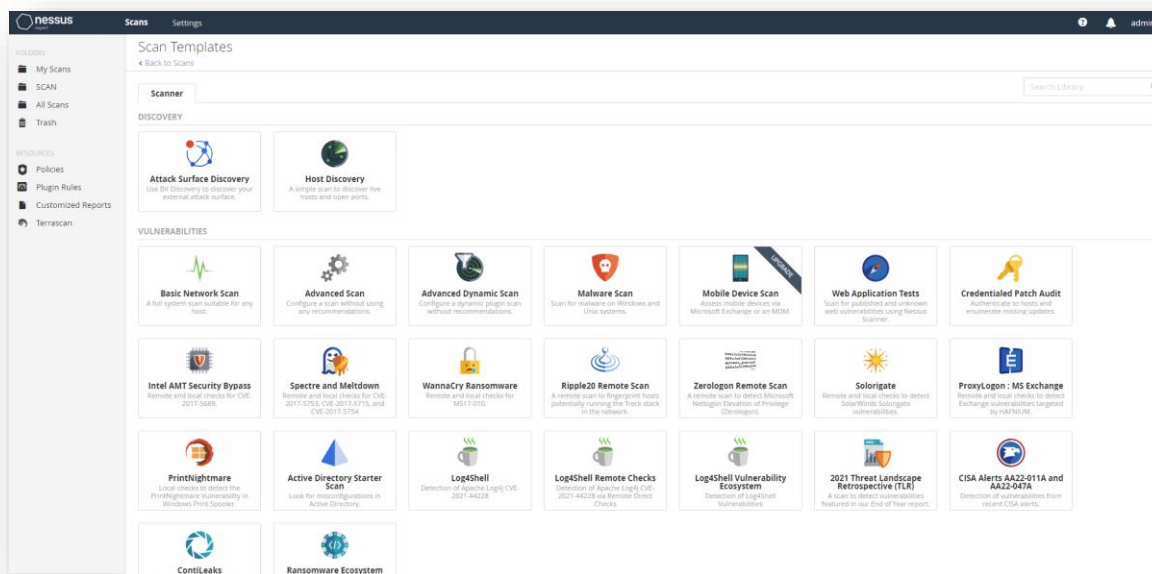 nessus
expert
Scans
Settings
admin
FOLDERS
My Scans
SCAN
All Scans
Trash
RESOURCES
Policies
Plugin Rules
Customized Reports
Terrascan
Scan Templates
Back to Scans
Scanner
Search Library
DISCOVERY
Attack Surface Discovery
Use Bit Discovery to discover your
external attack surface.
Host Discovery
A simple scan to discover live
hosts and open ports.
VULNERABILITIES
Basic Network Scan
A full system scan suitable for any
host.
Advanced Scan
Configure a scan without using
any recommendations.
Advanced Dynamic Scan
Configure a dynamic plugin scan
without recommendations.
Malware Scan
Scan for malware on Windows and
Unix systems.
UPGRADE
Mobile Device Scan
Assess mobile devices via
Microsoft Exchange or an MDM.
Web Application Tests
Scan for published and unknown
web vulnerabilities using Nessus
Scanner.
Credentialed Patch Audit
Authenticate to hosts and
enumerate missing updates.
Intel AMT Security Bypass
Remote and local checks for CVE-
2017-5689.
Spectre and Meltdown
Remote and local checks for CVE-
2017-5753, CVE-2017-5715, and
CVE-2017-5754
WannaCry Ransomware
Remote and local checks for
MS17-010.
Ripple20 Remote Scan
A remote scan to fingerprint hosts
potentially running the Treck stack
in the network.
Zerologon Remote Scan
A remote scan to detect Microsoft
Netlogon Elevation of Privilege
(Zerologon)
Solorigate
Remote and local checks to detect
SolarWinds Solorigate
vulnerabilities.
ProxyLogon : MS Exchange
Remote and local checks to detect
Exchange vulnerabilities targeted
by HAFNIUM.
PrintNightmare
Local checks to detect the
PrintNightmare Vulnerability in
Windows Print Spooler.
Active Directory Starter
Scan
Look for misconfigurations in
Active Directory.
Log4Shell
Detection of Apache Log4j CVE-
2021-44228
Log4Shell Remote Checks
Detection of Apache Log4j CVE-
2021-44228 via Remote Direct
Checks
Log4Shell Vulnerability
Ecosystem
Detection of Log4Shell
Vulnerabilities
2021 Threat Landscape
Retrospective (TLR)
A scan to detect vulnerabilities
featured in our End of Year report.
CISA Alerts AA22-011A and
AA22-047A
Detection of vulnerabilities from
recent CISA alerts.
ContiLeaks
Ransomware Ecosystem